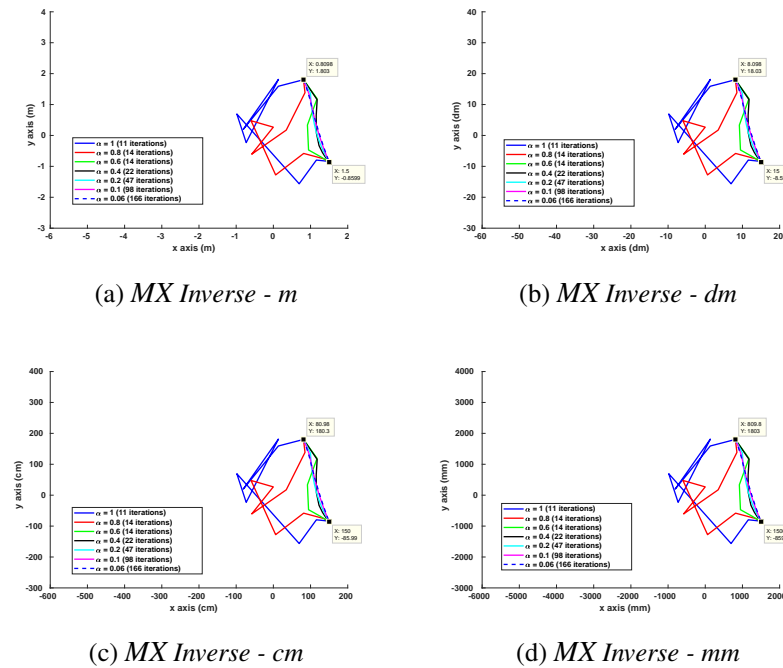 4
3
2
1
0
-1
-2
-3
-6 -5 -4 -3 -2 -1 0 1 2
y axis (m)
x axis (m)
X: 0.8098
Y: 1.803
X: 1.5
Y: -0.8599
α = 1 (11 iterations)
α = 0.8 (14 iterations)
α = 0.6 (14 iterations)
α = 0.4 (22 iterations)
α = 0.2 (47 iterations)
α = 0.1 (98 iterations)
α = 0.06 (166 iterations)
(a) MX Inverse - m
40
30
20
10
0
-10
-20
-30
-60 -50 -40 -30 -20 -10 0 10 20
y axis (dm)
x axis (dm)
X: 8.098
Y: 18.03
X: 15
Y: -8.5
α = 1 (11 iterations)
α = 0.8 (14 iterations)
α = 0.6 (14 iterations)
α = 0.4 (22 iterations)
α = 0.2 (47 iterations)
α = 0.1 (98 iterations)
α = 0.06 (166 iterations)
(b) MX Inverse - dm
400
300
200
100
0
-100
-200
-300
-600 -500 -400 -300 -200 -100 0 100 200
y axis (cm)
x axis (cm)
X: 80.98
Y: 180.3
X: 150
Y: -85.99
α = 1 (11 iterations)
α = 0.8 (14 iterations)
α = 0.6 (14 iterations)
α = 0.4 (22 iterations)
α = 0.2 (47 iterations)
α = 0.1 (98 iterations)
α = 0.06 (166 iterations)
(c) MX Inverse - cm
4000
3000
2000
1000
0
-1000
-2000
-3000
-6000 -5000 -4000 -3000 -2000 -1000 0 1000 2000
y axis (mm)
x axis (mm)
X: 809.8
Y: 1803
X: 1500
Y: -859
α = 1 (11 iterations)
α = 0.8 (14 iterations)
α = 0.6 (14 iterations)
α = 0.4 (22 iterations)
α = 0.2 (47 iterations)
α = 0.1 (98 iterations)
α = 0.06 (166 iterations)
(d) MX Inverse - mm